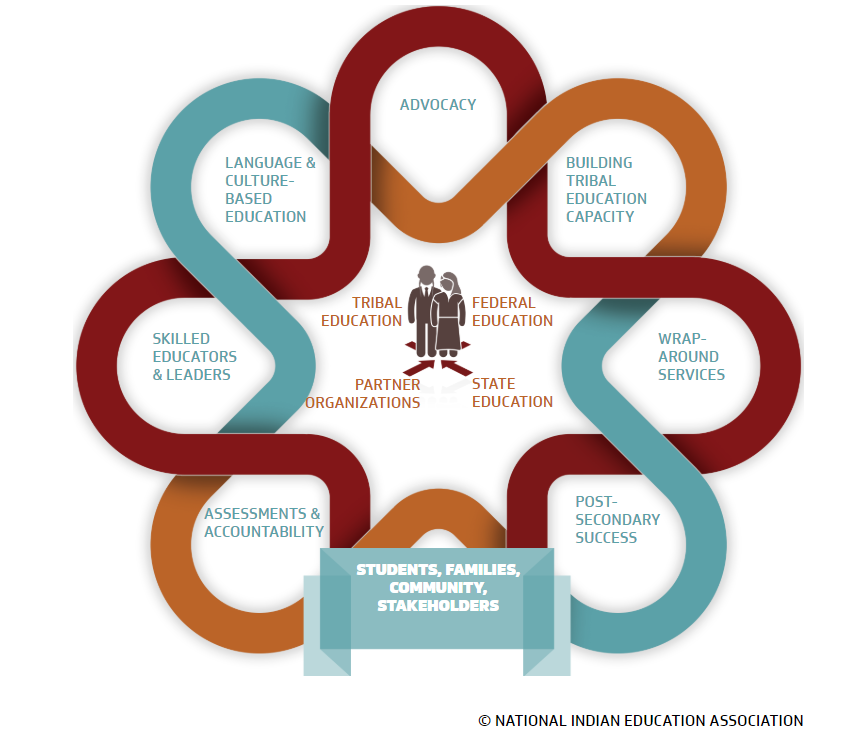 ADVOCACY
LANGUAGE &
CULTURE-
BASED
EDUCATION
BUILDING
TRIBAL
EDUCATION
CAPACITY
TRIBAL
EDUCATION
FEDERAL
EDUCATION
SKILLED
EDUCATORS
& LEADERS
WRAP-
AROUND
SERVICES
PARTNER
ORGANIZATIONS
STATE
EDUCATION
ASSESSMENTS &
ACCOUNTABILITY
POST-
SECONDARY
SUCCESS
STUDENTS, FAMILIES,
COMMUNITY,
STAKEHOLDERS
© NATIONAL INDIAN EDUCATION ASSOCIATION